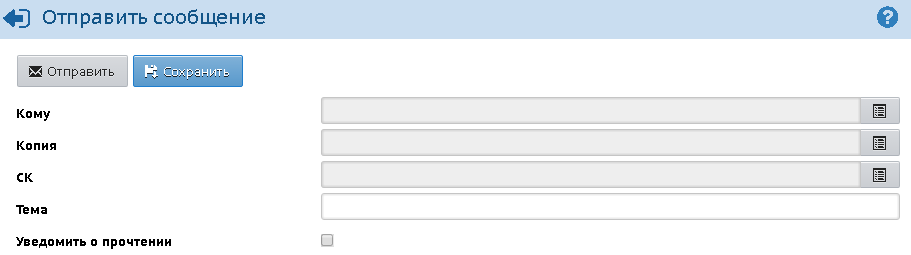 Отправить сообщение ?
Отправить Сохранить
Кому
Копия
СК
Тема
Уведомить о прочтении